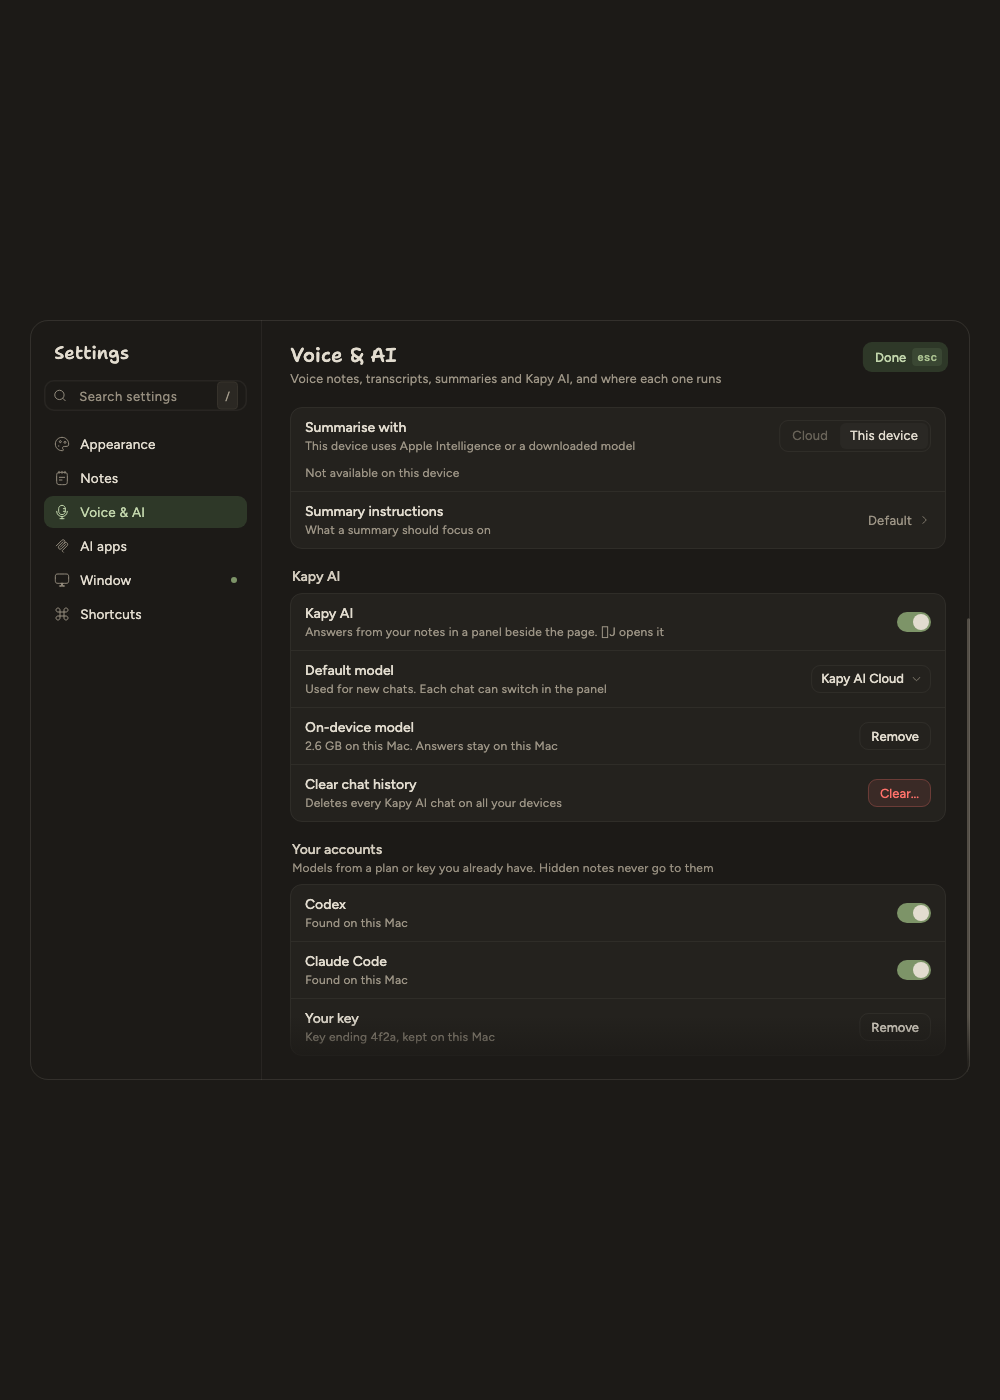 Settings
Search settings /
Appearance
Notes
Voice & AI
AI apps
Window
Shortcuts
Voice & AI
Voice notes, transcripts, summaries and Kapy AI, and where each one runs
Done esc
Summarise with
This device uses Apple Intelligence or a downloaded model
Cloud This device
Not available on this device
Summary instructions
What a summary should focus on
Default
Kapy AI
Kapy AI
Answers from your notes in a panel beside the page. ▯J opens it
Default model
Used for new chats. Each chat can switch in the panel
Kapy AI Cloud
On-device model
2.6 GB on this Mac. Answers stay on this Mac
Remove
Clear chat history
Deletes every Kapy AI chat on all your devices
Clear...
Your accounts
Models from a plan or key you already have. Hidden notes never go to them
Codex
Found on this Mac
Claude Code
Found on this Mac
Your key
Key ending 4f2a, kept on this Mac
Remove